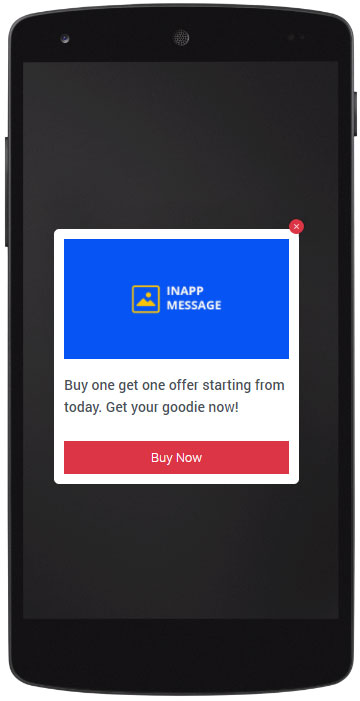 INAPP
MESSAGE
Buy one get one offer starting from
today. Get your goodie now!
Buy Now